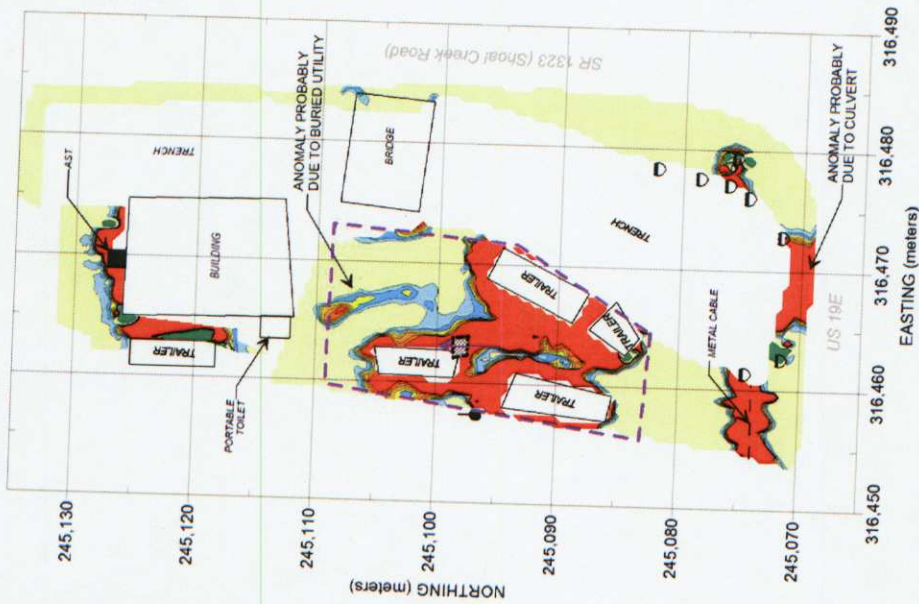 AST
TRENCH
BUILDING
TRAILER
PORTABLE
TOILET
ANOMALY PROBABLY
DUE TO BURIED UTILITY
BRIDGE
SR 1323 (Shoal Creek Road)
TRAILER
TRAILER
TRAILER
TRAILER
TRENCH
METAL CABLE
US 19E
ANOMALY PROBABLY
DUE TO CULVERT
NORTHING (meters)
245,130
245,120
245,110
245,100
245,090
245,080
245,070
316,450
316,460
316,470
316,480
316,490
EASTING (meters)